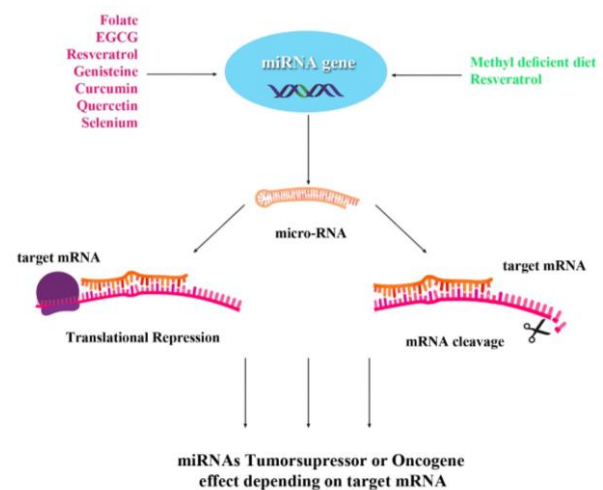 Folate
EGCG
Resveratrol
Genisteine
Curcumin
Quercetin
Selenium
miRNA gene
Methyl deficient diet
Resveratrol
micro-RNA
target mRNA
Translational Repression
target mRNA
mRNA cleavage
miRNAs Tumorsupressor or Oncogene
effect depending on target mRNA